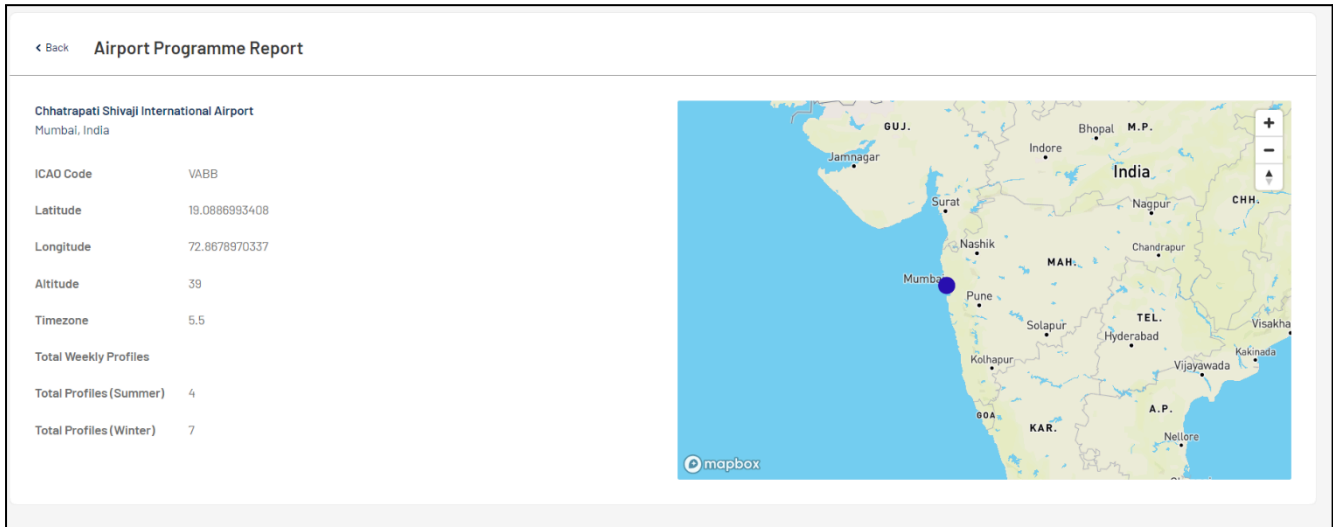 Back Airport Programme Report
Chhatrapati Shivaji International Airport
Mumbai, India
ICAO Code VABB
Latitude 19.0886993408
Longitude 72.8678970337
Altitude 39
Timezone 5.5
Total Weekly Profiles
Total Profiles (Summer) 4
Total Profiles (Winter) 7
GUJ.
Bhopal M.P.
Indore
Jamnagar
India
Surat
Nagpur
CHH.
Nashik
Chandrapur
MAH.
Mumbai
Pune
Solapur
TEL.
Hyderabad
Visakha
Kolhapur
Kakinada
Vijayawada
GOA
KAR.
A.P.
Nellore
mapbox